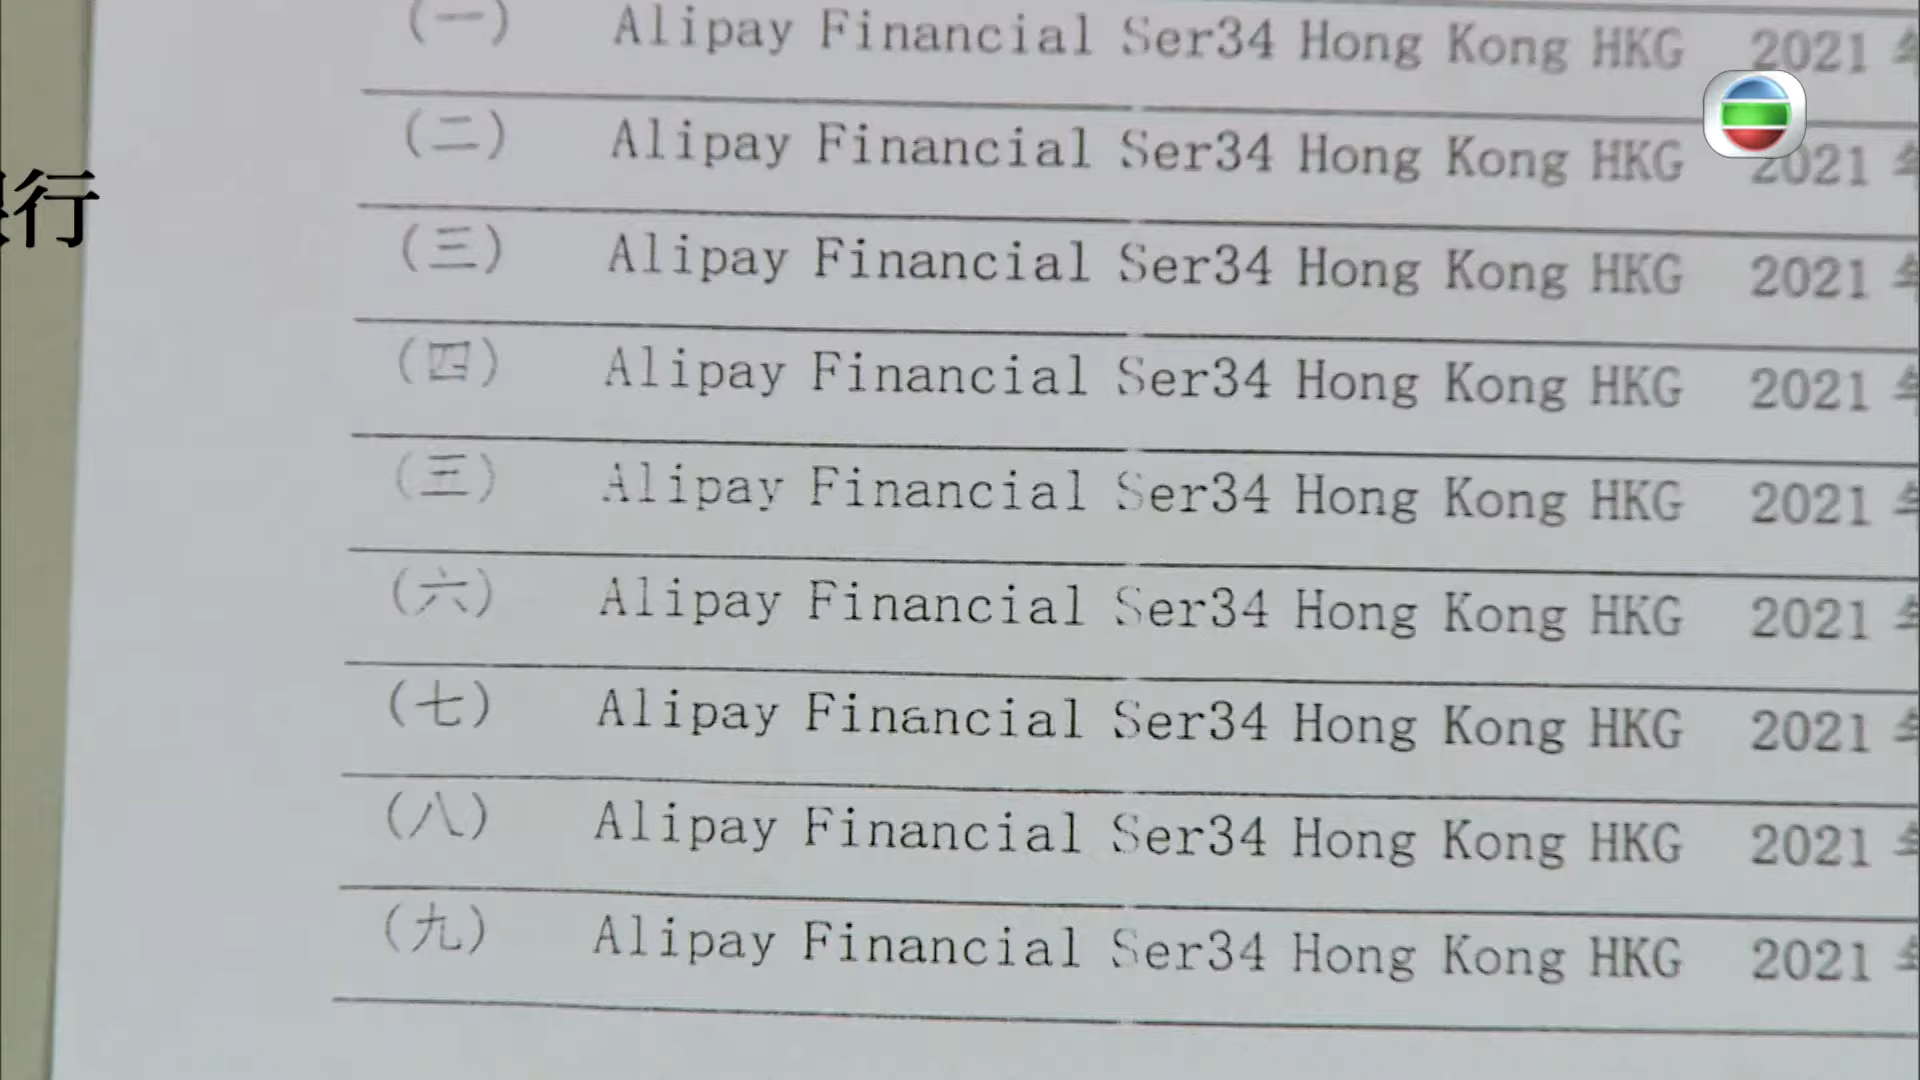 行
(一) Alipay Financial Ser34 Hong Kong HKG 2021
(二) Alipay Financial Ser34 Hong Kong HKG 2021
(三) Alipay Financial Ser34 Hong Kong HKG 2021
(四) Alipay Financial Ser34 Hong Kong HKG 2021
(五) Alipay Financial Ser34 Hong Kong HKG 2021
(六) Alipay Financial Ser34 Hong Kong HKG 2021
(七) Alipay Financial Ser34 Hong Kong HKG 2021
(八) Alipay Financial Ser34 Hong Kong HKG 2021
(九) Alipay Financial Ser34 Hong Kong HKG 2021